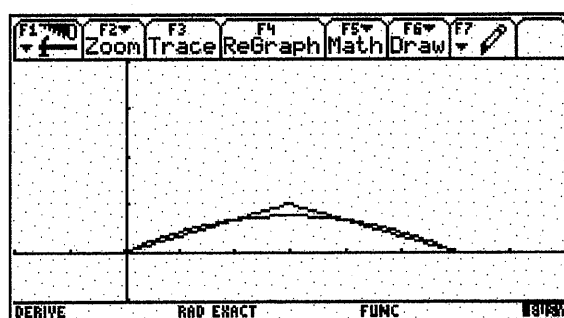 F1 F2 F3 F4 F5 F6 F7
Zoom Trace ReGraph Math Draw
DERIVE RAD EXACT FUNC